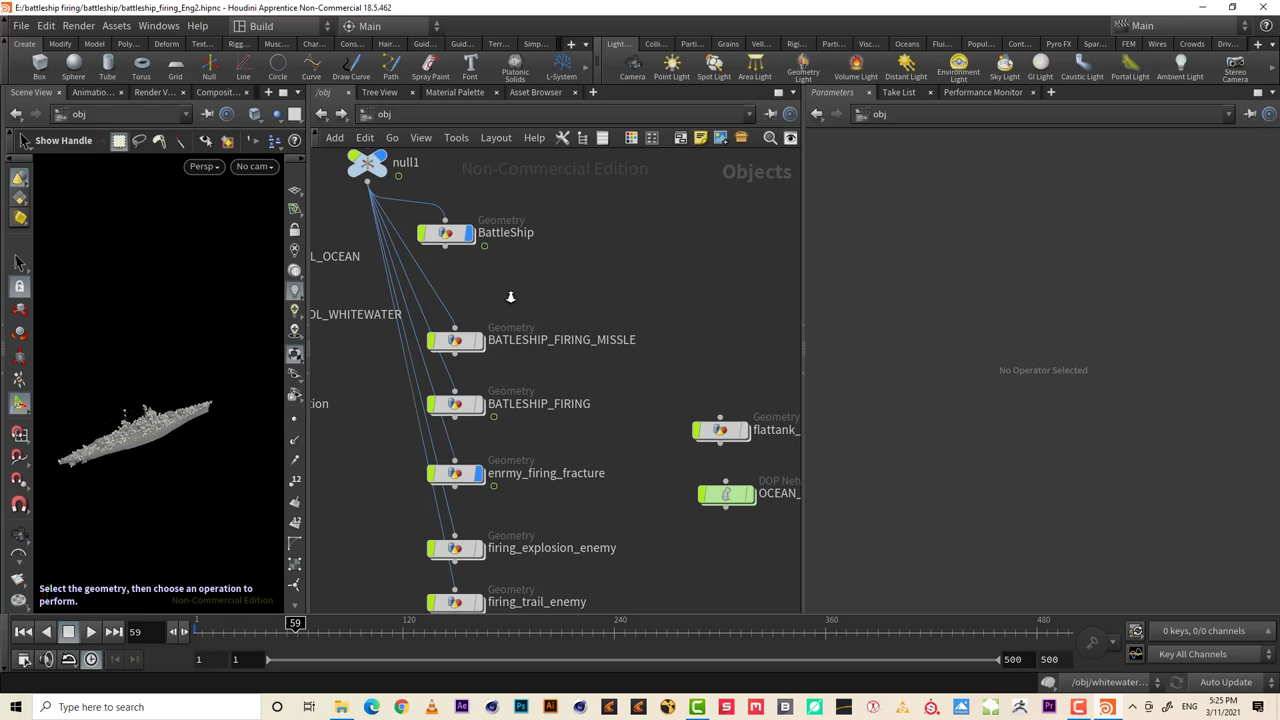 E:/battleship firing/battleship/battleship_firing_Eng2.hipnc - Houdini Apprentice Non-Commercial 18.5.462
File Edit Render Assets Windows Help Build Main Main
Create Modify Model Poly... Deform Text... Rigg... Musc... Char... Cons... Hair... Guid... Guid... Terr... Simp... Light... Colli... Parti... Grains Vell... Rigi... Parti... Visc... Oceans Flui... Popul... Cont... Pyro FX Spar... FEM Wires Crowds Driv...
Box Sphere Tube Torus Grid Null Line Circle Curve Draw Curve Path Spray Paint Font Platonic Solids L-System Camera Point Light Spot Light Area Light Geometry Light Volume Light Distant Light Environment Light Sky Light GI Light Caustic Light Portal Light Ambient Light Stereo Camera
Scene View Animatio... Render V... Composit... /obj Tree View Material Palette Asset Browser Parameters Take List Performance Monitor
obj obj obj
Show Handle Add Edit Go View Tools Layout Help
Persp No cam
null1
Non-Commercial Edition
Objects
Geometry
BattleShip
L_OCEAN
OL_WHITEWATER
Geometry
BATLESHIP_FIRING_MISSLE
Geometry
BATLESHIP_FIRING
tion
Geometry
flattank_
Geometry
enrmy_firing_fracture
DOP Netw
OCEAN_
Geometry
firing_explosion_enemy
Geometry
firing_trail_enemy
No Operator Selected
12
Select the geometry, then choose an operation to perform.
Non-Commercial Edition
59 1 59 120 240 360 480
0 keys, 0/0 channels
1 1 500 500
Key All Channels
/obj/whitewater... Auto Update
Type here to search
ENG
5:25 PM
3/11/2021